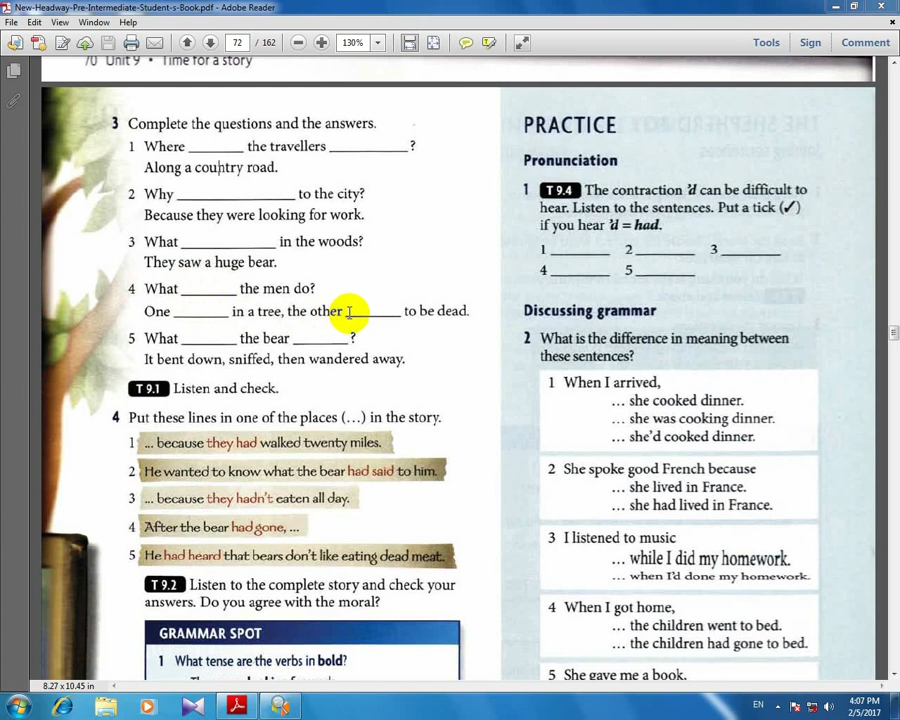 New-Headway-Pre-Intermediate-Student-s-Book.pdf - Adobe Reader
File Edit View Window Help
72 / 162 130% Tools Sign Comment
70 Unit 9 • Time for a story
3 Complete the questions and the answers.
1 Where ________ the travellers ___________ ?
Along a country road.
2 Why _________________ to the city?
Because they were looking for work.
3 What ______________ in the woods?
They saw a huge bear.
4 What ________ the men do?
One ________ in a tree, the other ________ to be dead.
5 What ________ the bear ________ ?
It bent down, sniffed, then wandered away.
T 9.1 Listen and check.
4 Put these lines in one of the places (…) in the story.
1 ... because they had walked twenty miles.
2 He wanted to know what the bear had said to him.
3 ... because they hadn't eaten all day.
4 After the bear had gone, ...
5 He had heard that bears don't like eating dead meat.
T 9.2 Listen to the complete story and check your
answers. Do you agree with the moral?
GRAMMAR SPOT
1 What tense are the verbs in bold?
PRACTICE
Pronunciation
1 T 9.4 The contraction 'd can be difficult to
hear. Listen to the sentences. Put a tick (✓)
if you hear 'd = had.
1 ________ 2 ________ 3 ________
4 ________ 5 ________
Discussing grammar
2 What is the difference in meaning between
these sentences?
1 When I arrived,
… she cooked dinner.
… she was cooking dinner.
… she'd cooked dinner.
2 She spoke good French because
… she lived in France.
… she had lived in France.
3 I listened to music
… while I did my homework.
… when I'd done my homework.
4 When I got home,
… the children went to bed.
… the children had gone to bed.
5 She gave me a book,
8.27 x 10.45 in
EN 4:07 PM
2/5/2017